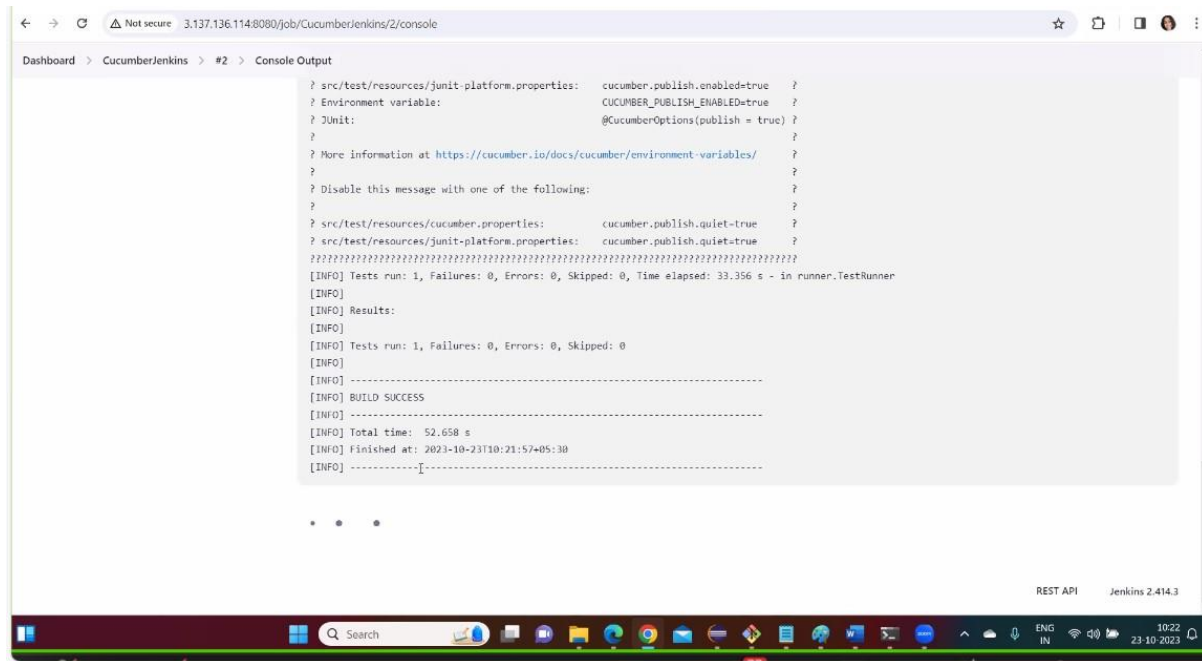 Not secure 3.137.136.114:8080/job/CucumberJenkins/2/console
Dashboard > CucumberJenkins > #2 > Console Output
? src/test/resources/junit-platform.properties: cucumber.publish.enabled=true ?
? Environment variable: CUCUMBER_PUBLISH_ENABLED=true ?
? JUnit: @CucumberOptions(publish = true) ?
? ?
? More information at https://cucumber.io/docs/cucumber/environment-variables/ ?
? ?
? Disable this message with one of the following: ?
? ?
? src/test/resources/cucumber.properties: cucumber.publish.quiet=true ?
? src/test/resources/junit-platform.properties: cucumber.publish.quiet=true ?
?????????????????????????????????????????????????????????????????????????????????????
[INFO] Tests run: 1, Failures: 0, Errors: 0, Skipped: 0, Time elapsed: 33.356 s - in runner.TestRunner
[INFO]
[INFO] Results:
[INFO]
[INFO] Tests run: 1, Failures: 0, Errors: 0, Skipped: 0
[INFO]
[INFO] ------------------------------------------------------------------------
[INFO] BUILD SUCCESS
[INFO] ------------------------------------------------------------------------
[INFO] Total time: 52.658 s
[INFO] Finished at: 2023-10-23T10:21:57+05:30
[INFO] ------------------------------------------------------------------------
REST API Jenkins 2.414.3
Search
ENG
IN
10:22
23-10-2023